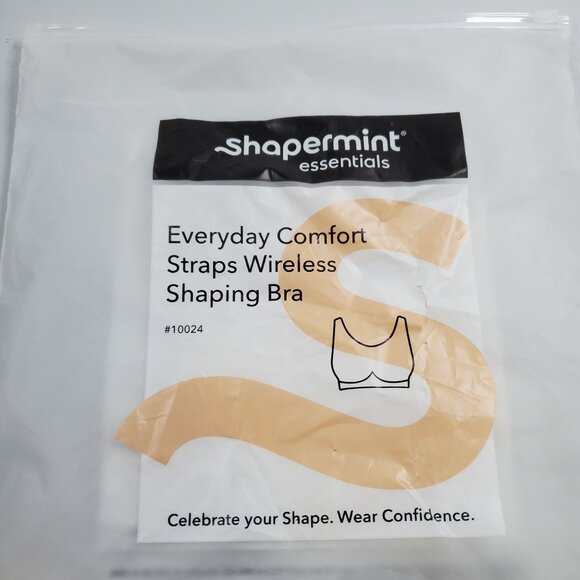 shapermint®
essentials
Everyday Comfort
Straps Wireless
Shaping Bra
#10024
Celebrate your Shape. Wear Confidence.